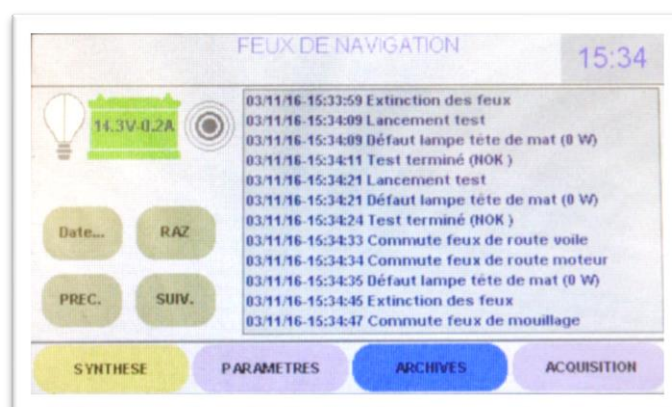 FEUX DE NAVIGATION
15:34
14.3V-0.2A
03/11/16-15:33:59 Extinction des feux
03/11/16-15:34:09 Lancement test
03/11/16-15:34:09 Défaut lampe tête de mat (0 W)
03/11/16-15:34:11 Test terminé (NOK )
03/11/16-15:34:21 Lancement test
03/11/16-15:34:21 Défaut lampe tête de mat (0 W)
03/11/16-15:34:24 Test terminé (NOK )
03/11/16-15:34:33 Commute feux de route voile
03/11/16-15:34:34 Commute feux de route moteur
03/11/16-15:34:35 Défaut lampe tête de mat (0 W)
03/11/16-15:34:45 Extinction des feux
03/11/16-15:34:47 Commute feux de mouillage
Date... RAZ
PREC. SUIV.
SYNTHESE PARAMETRES ARCHIVES ACQUISITION